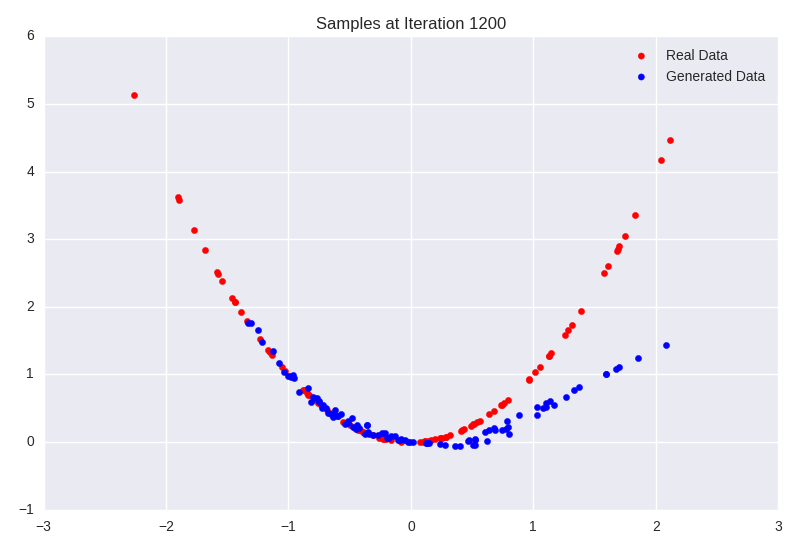 Samples at Iteration 1200
6
Real Data
Generated Data
5
4
3
2
1
0
−1
−3 −2 −1 0 1 2 3